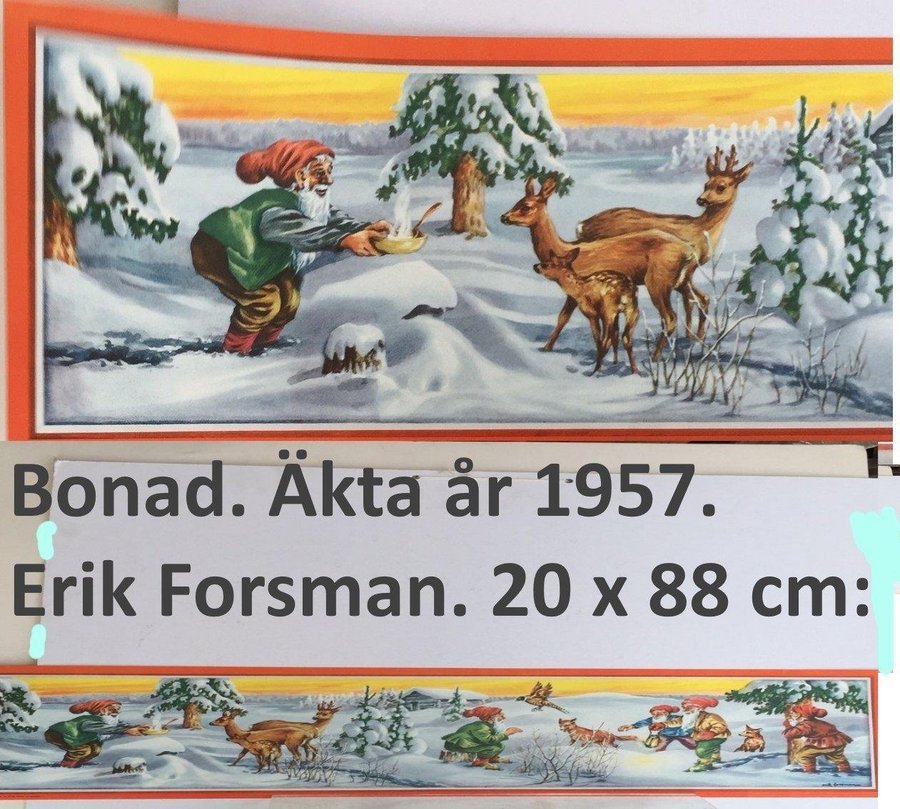 Bonad. Äkta år 1957.
Erik Forsman. 20 x 88 cm: